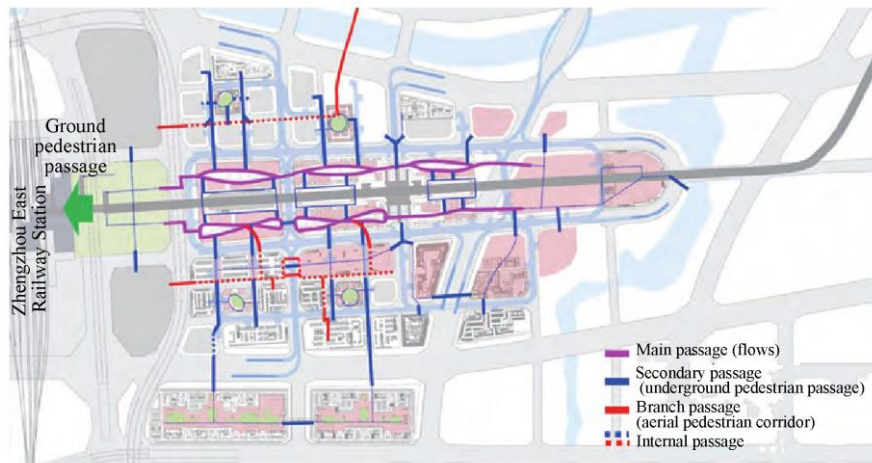 Ground
pedestrian
passage
Zhengzhou East
Railway Station
Main passage (flows)
Secondary passage
(underground pedestrian passage)
Branch passage
(aerial pedestrian corridor)
Internal passage